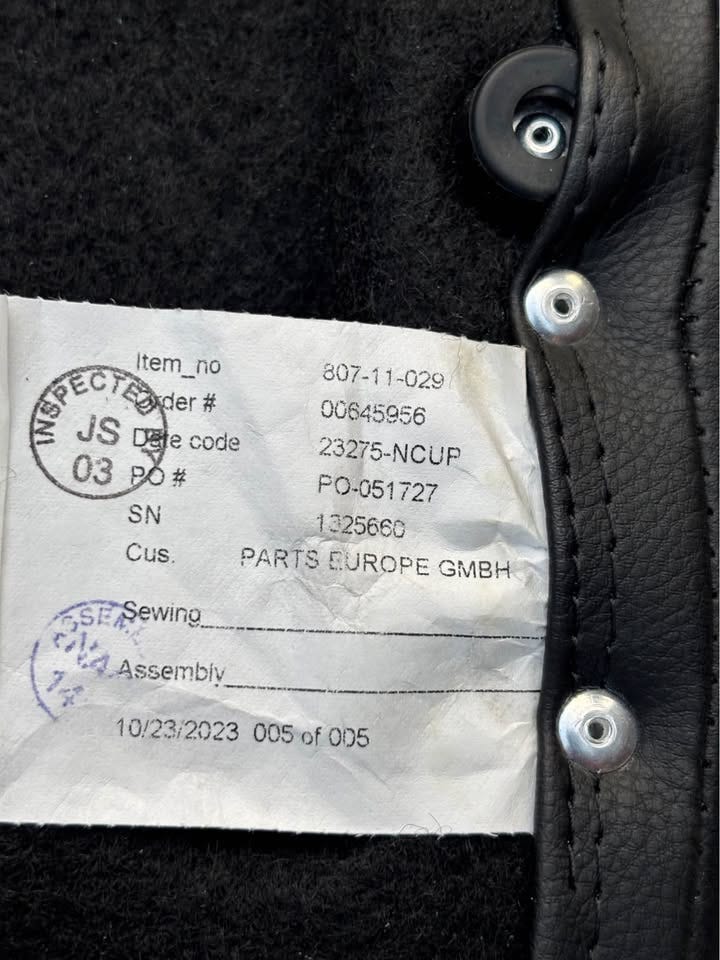 Item_no 807-11-029
Order # 00645956
Date code 23275-NCUP
PO # PO-051727
SN 1325660
Cus. PARTS EUROPE GMBH
Sewing
Assembly
10/23/2023 005 of 005
INSPECTED BY
JS
03